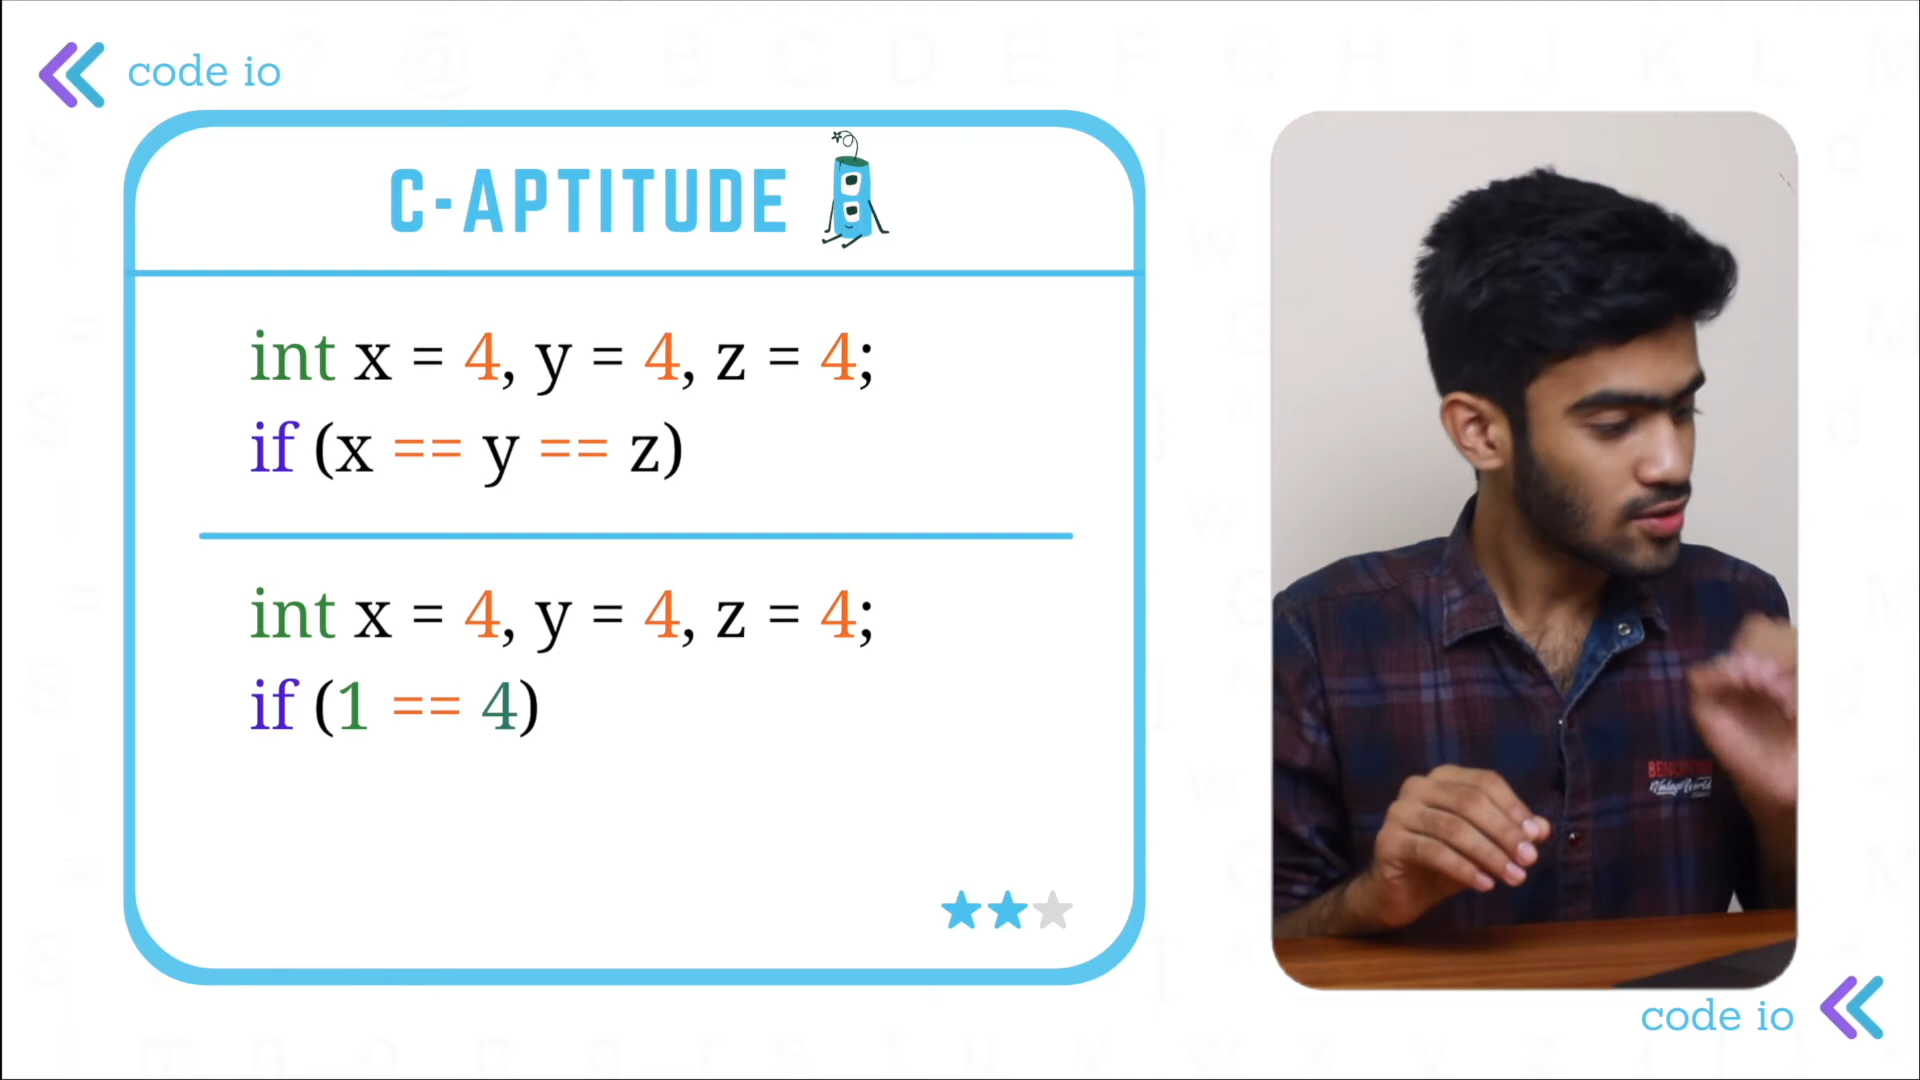 code io
C-APTITUDE
int x = 4, y = 4, z = 4;
if (x == y == z)
int x = 4, y = 4, z = 4;
if (1 == 4)
code io